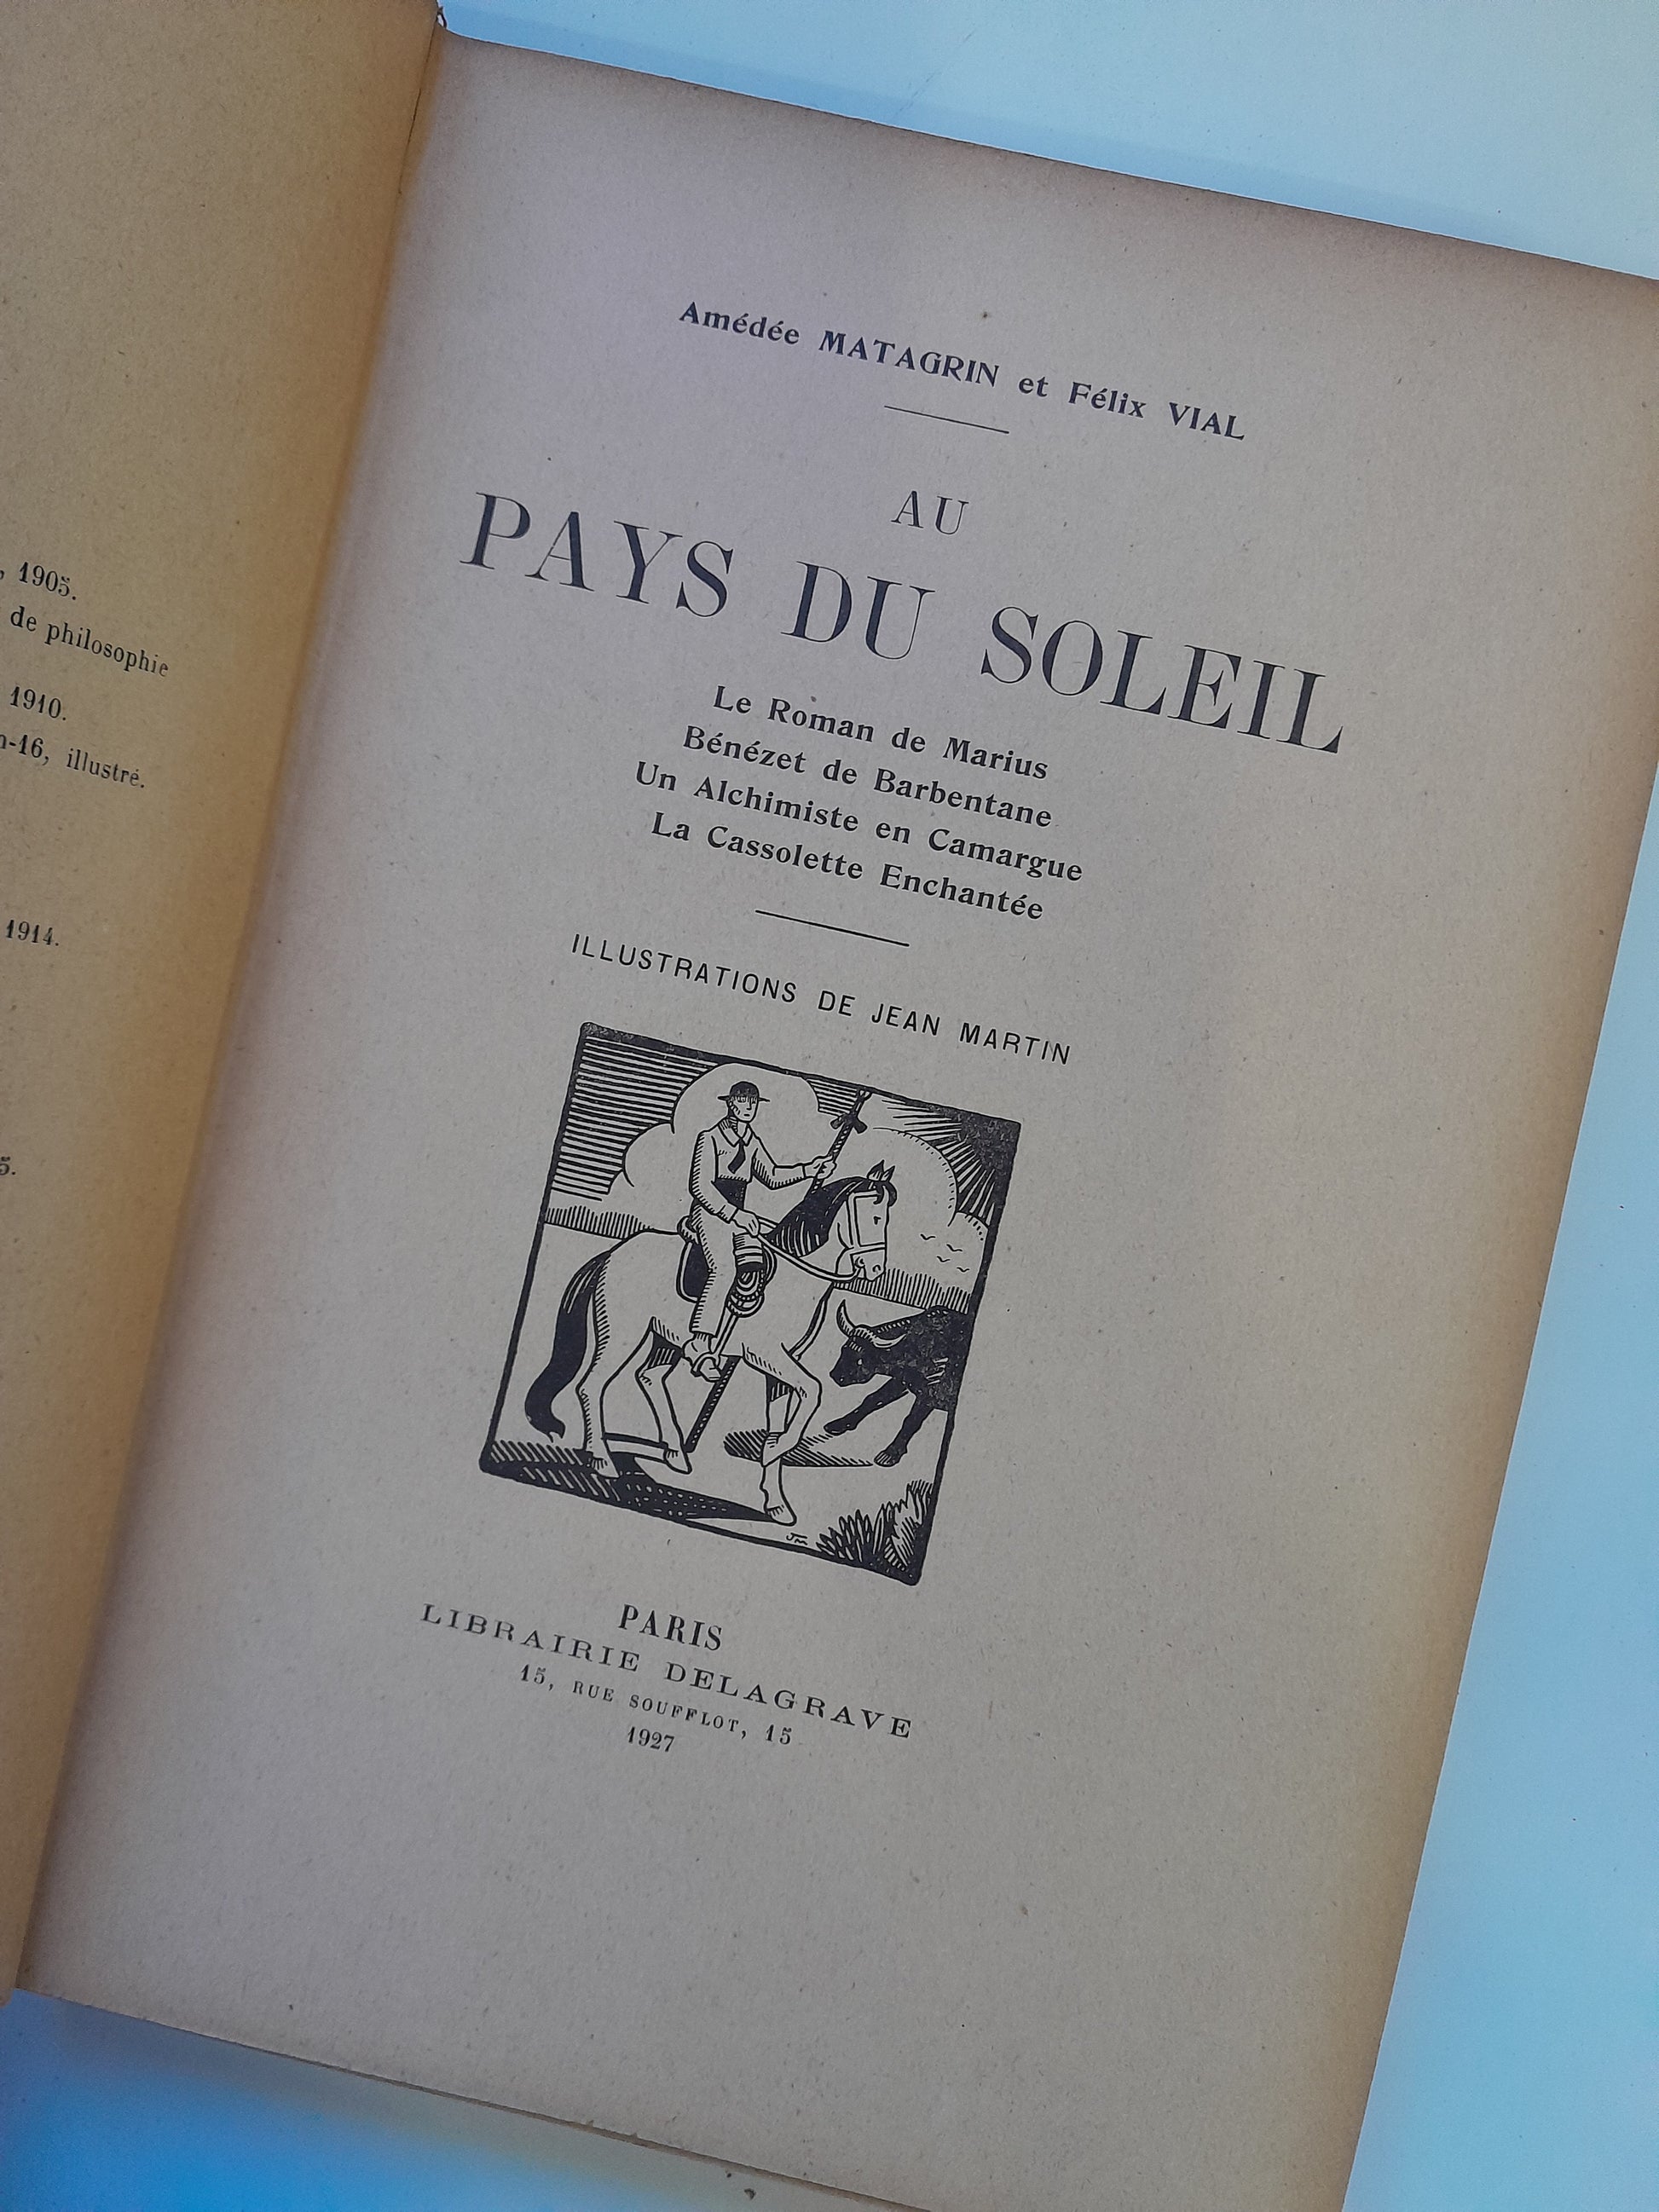 , 1905.
de philosophie
1910.
-16, illustré.
1914.
5.
Amédée MATAGRIN et Félix VIAL
AU
PAYS DU SOLEIL
Le Roman de Marius
Bénézet de Barbentane
Un Alchimiste en Camargue
La Cassolette Enchantée
ILLUSTRATIONS DE JEAN MARTIN
JM
PARIS
LIBRAIRIE DELAGRAVE
15, RUE SOUFFLOT, 15
1927